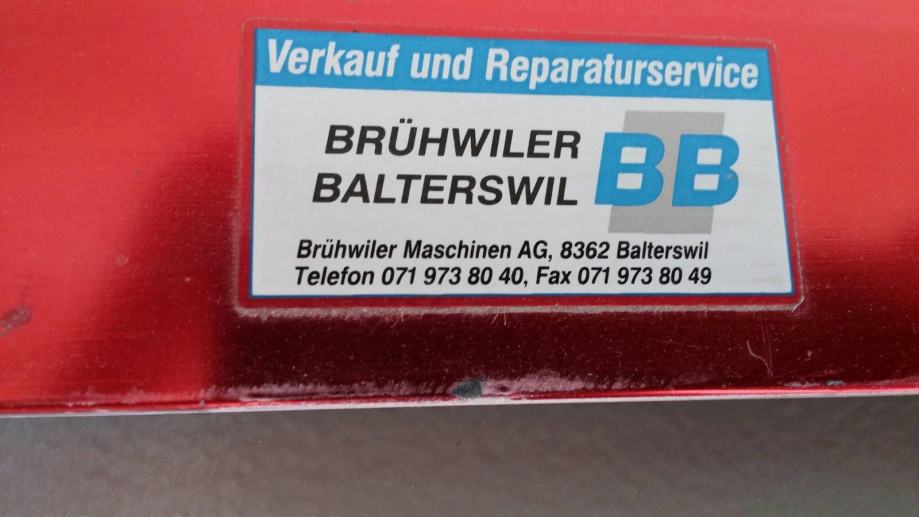 Verkauf und Reparaturservice
BRÜHWILER
BALTERSWIL
BB
Brühwiler Maschinen AG, 8362 Balterswil
Telefon 071 973 80 40, Fax 071 973 80 49